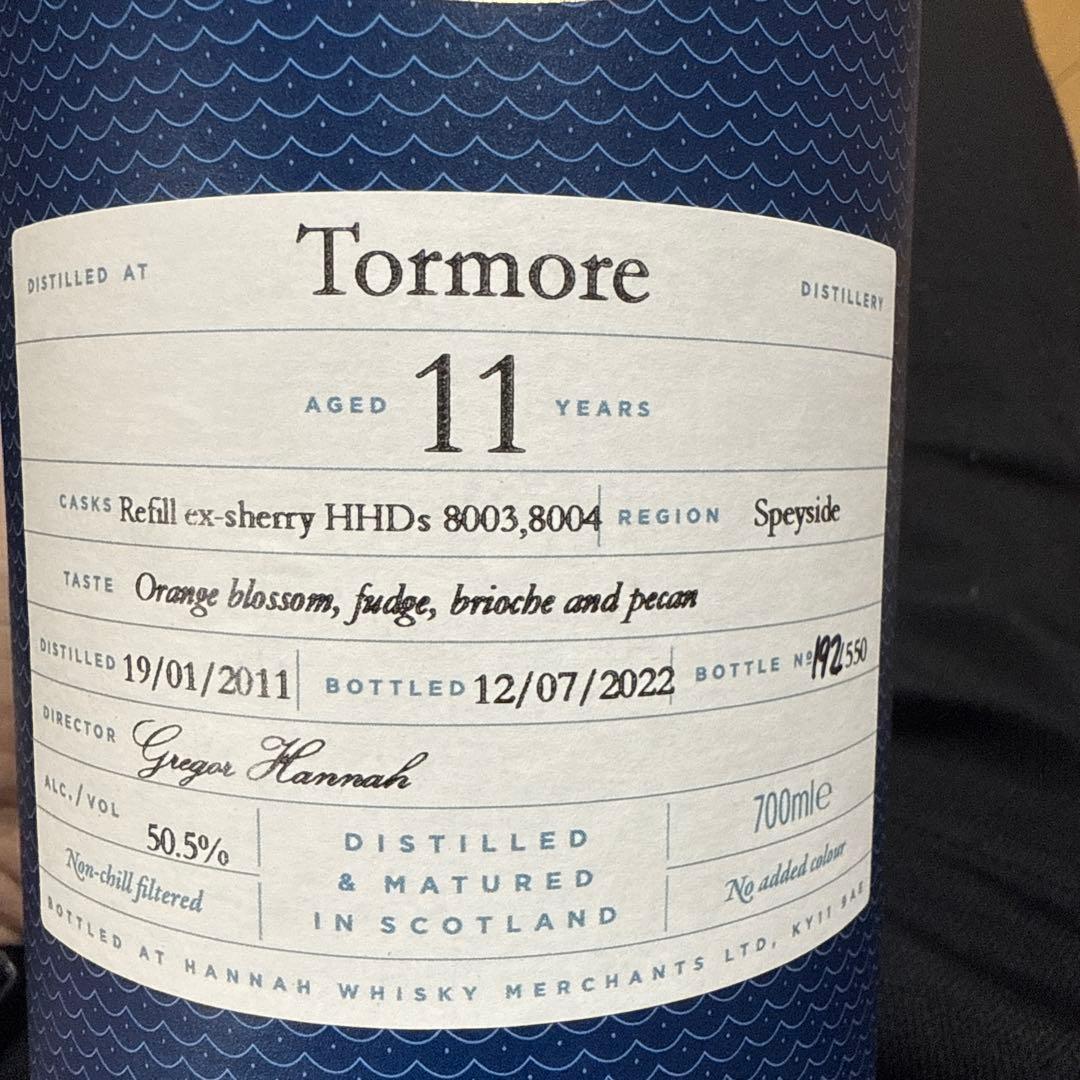 DISTILLED AT Tormore DISTILLERY
AGED 11 YEARS
CASKS Refill ex-sherry HHDs 8003,8004 REGION Speyside
TASTE Orange blossom, fudge, brioche and pecan
DISTILLED 19/01/2011 BOTTLED 12/07/2022 BOTTLE Nº 192/550
DIRECTOR Gregor Hannah
ALC./VOL 50.5%
Non-chill filtered
DISTILLED
& MATURED
IN SCOTLAND
700ml℮
No added colour
BOTTLED AT HANNAH WHISKY MERCHANTS LTD, KY11 9AE